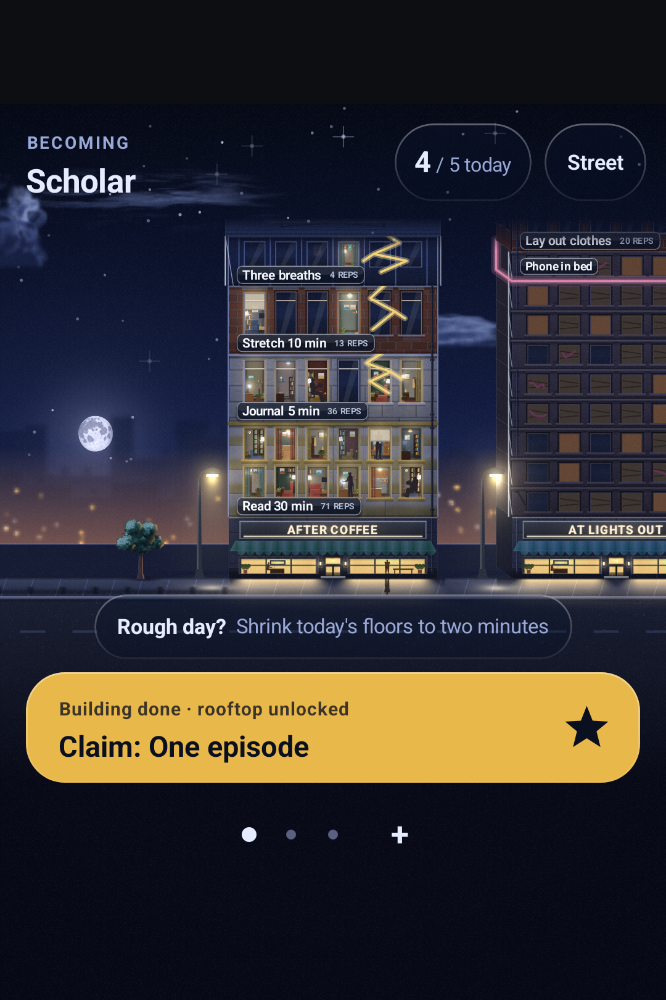 BECOMING
Scholar
4 / 5 today
Street
Lay out clothes 20 REPS
Phone in bed
Three breaths 4 REPS
Stretch 10 min 13 REPS
Journal 5 min 36 REPS
Read 30 min 71 REPS
AFTER COFFEE
AT LIGHTS OUT
Rough day? Shrink today's floors to two minutes
Building done · rooftop unlocked
Claim: One episode
+